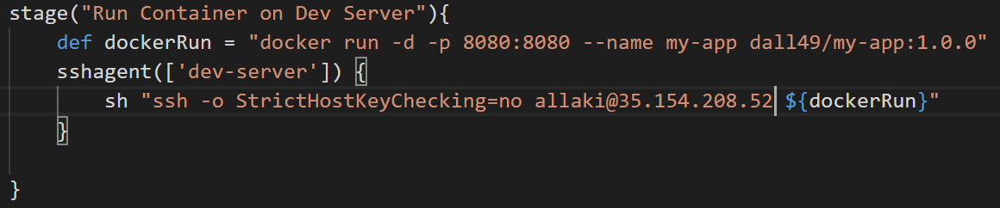 stage("Run Container on Dev Server"){
    def dockerRun = "docker run -d -p 8080:8080 --name my-app dall49/my-app:1.0.0"
    sshagent(['dev-server']) {
        sh "ssh -o StrictHostKeyChecking=no allaki@35.154.208.52 ${dockerRun}"
    }
}